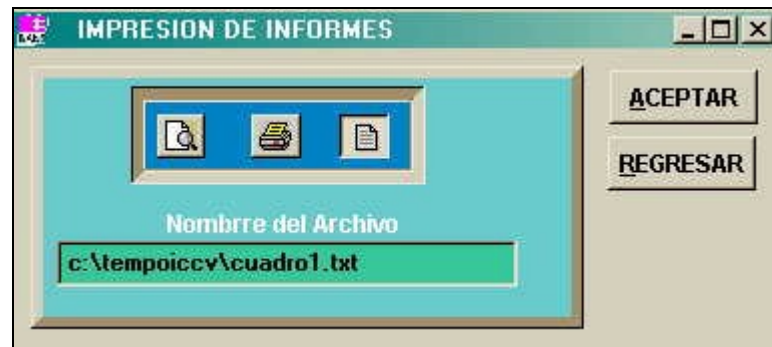 IMPRESION DE INFORMES
ACEPTAR
REGRESAR
Nombrre del Archivo
c:\tempoiccv\cuadro1.txt